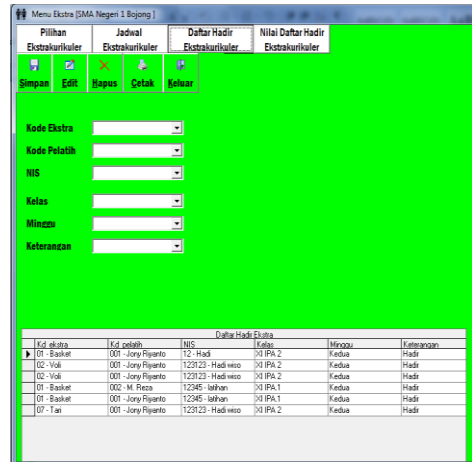 Menu Ekstra [SMA Negeri 1 Bojong ]
Pilihan Ekstrakurikuler
Jadwal Ekstrakurikuler
Daftar Hadir Ekstrakurikuler
Nilai Daftar Hadir Ekstrakurikuler
Simpan Edit Hapus Cetak Keluar
Kode Ekstra
Kode Pelatih
NIS
Kelas
Minggu
Keterangan
Daftar Hadir Ekstra
Kd_ekstra Kd_pelatih NIS Kelas Minggu Keterangan
01 - Basket 001 - Jony Riyanto 12 - Hadi XI IPA 2 Kedua Hadir
02 - Voli 001 - Jony Riyanto 123123 - Hadi wiso XI IPA 2 Kedua Hadir
02 - Voli 001 - Jony Riyanto 123123 - Hadi wiso XI IPA 2 Kedua Hadir
01 - Basket 002 - M. Reza 12345 - latihan XI IPA.1 Kedua Hadir
01 - Basket 001 - Jony Riyanto 12345 - latihan XI IPA.1 Kedua Hadir
07 - Tari 001 - Jony Riyanto 123123 - Hadi wiso XI IPA 2 Kedua Hadir